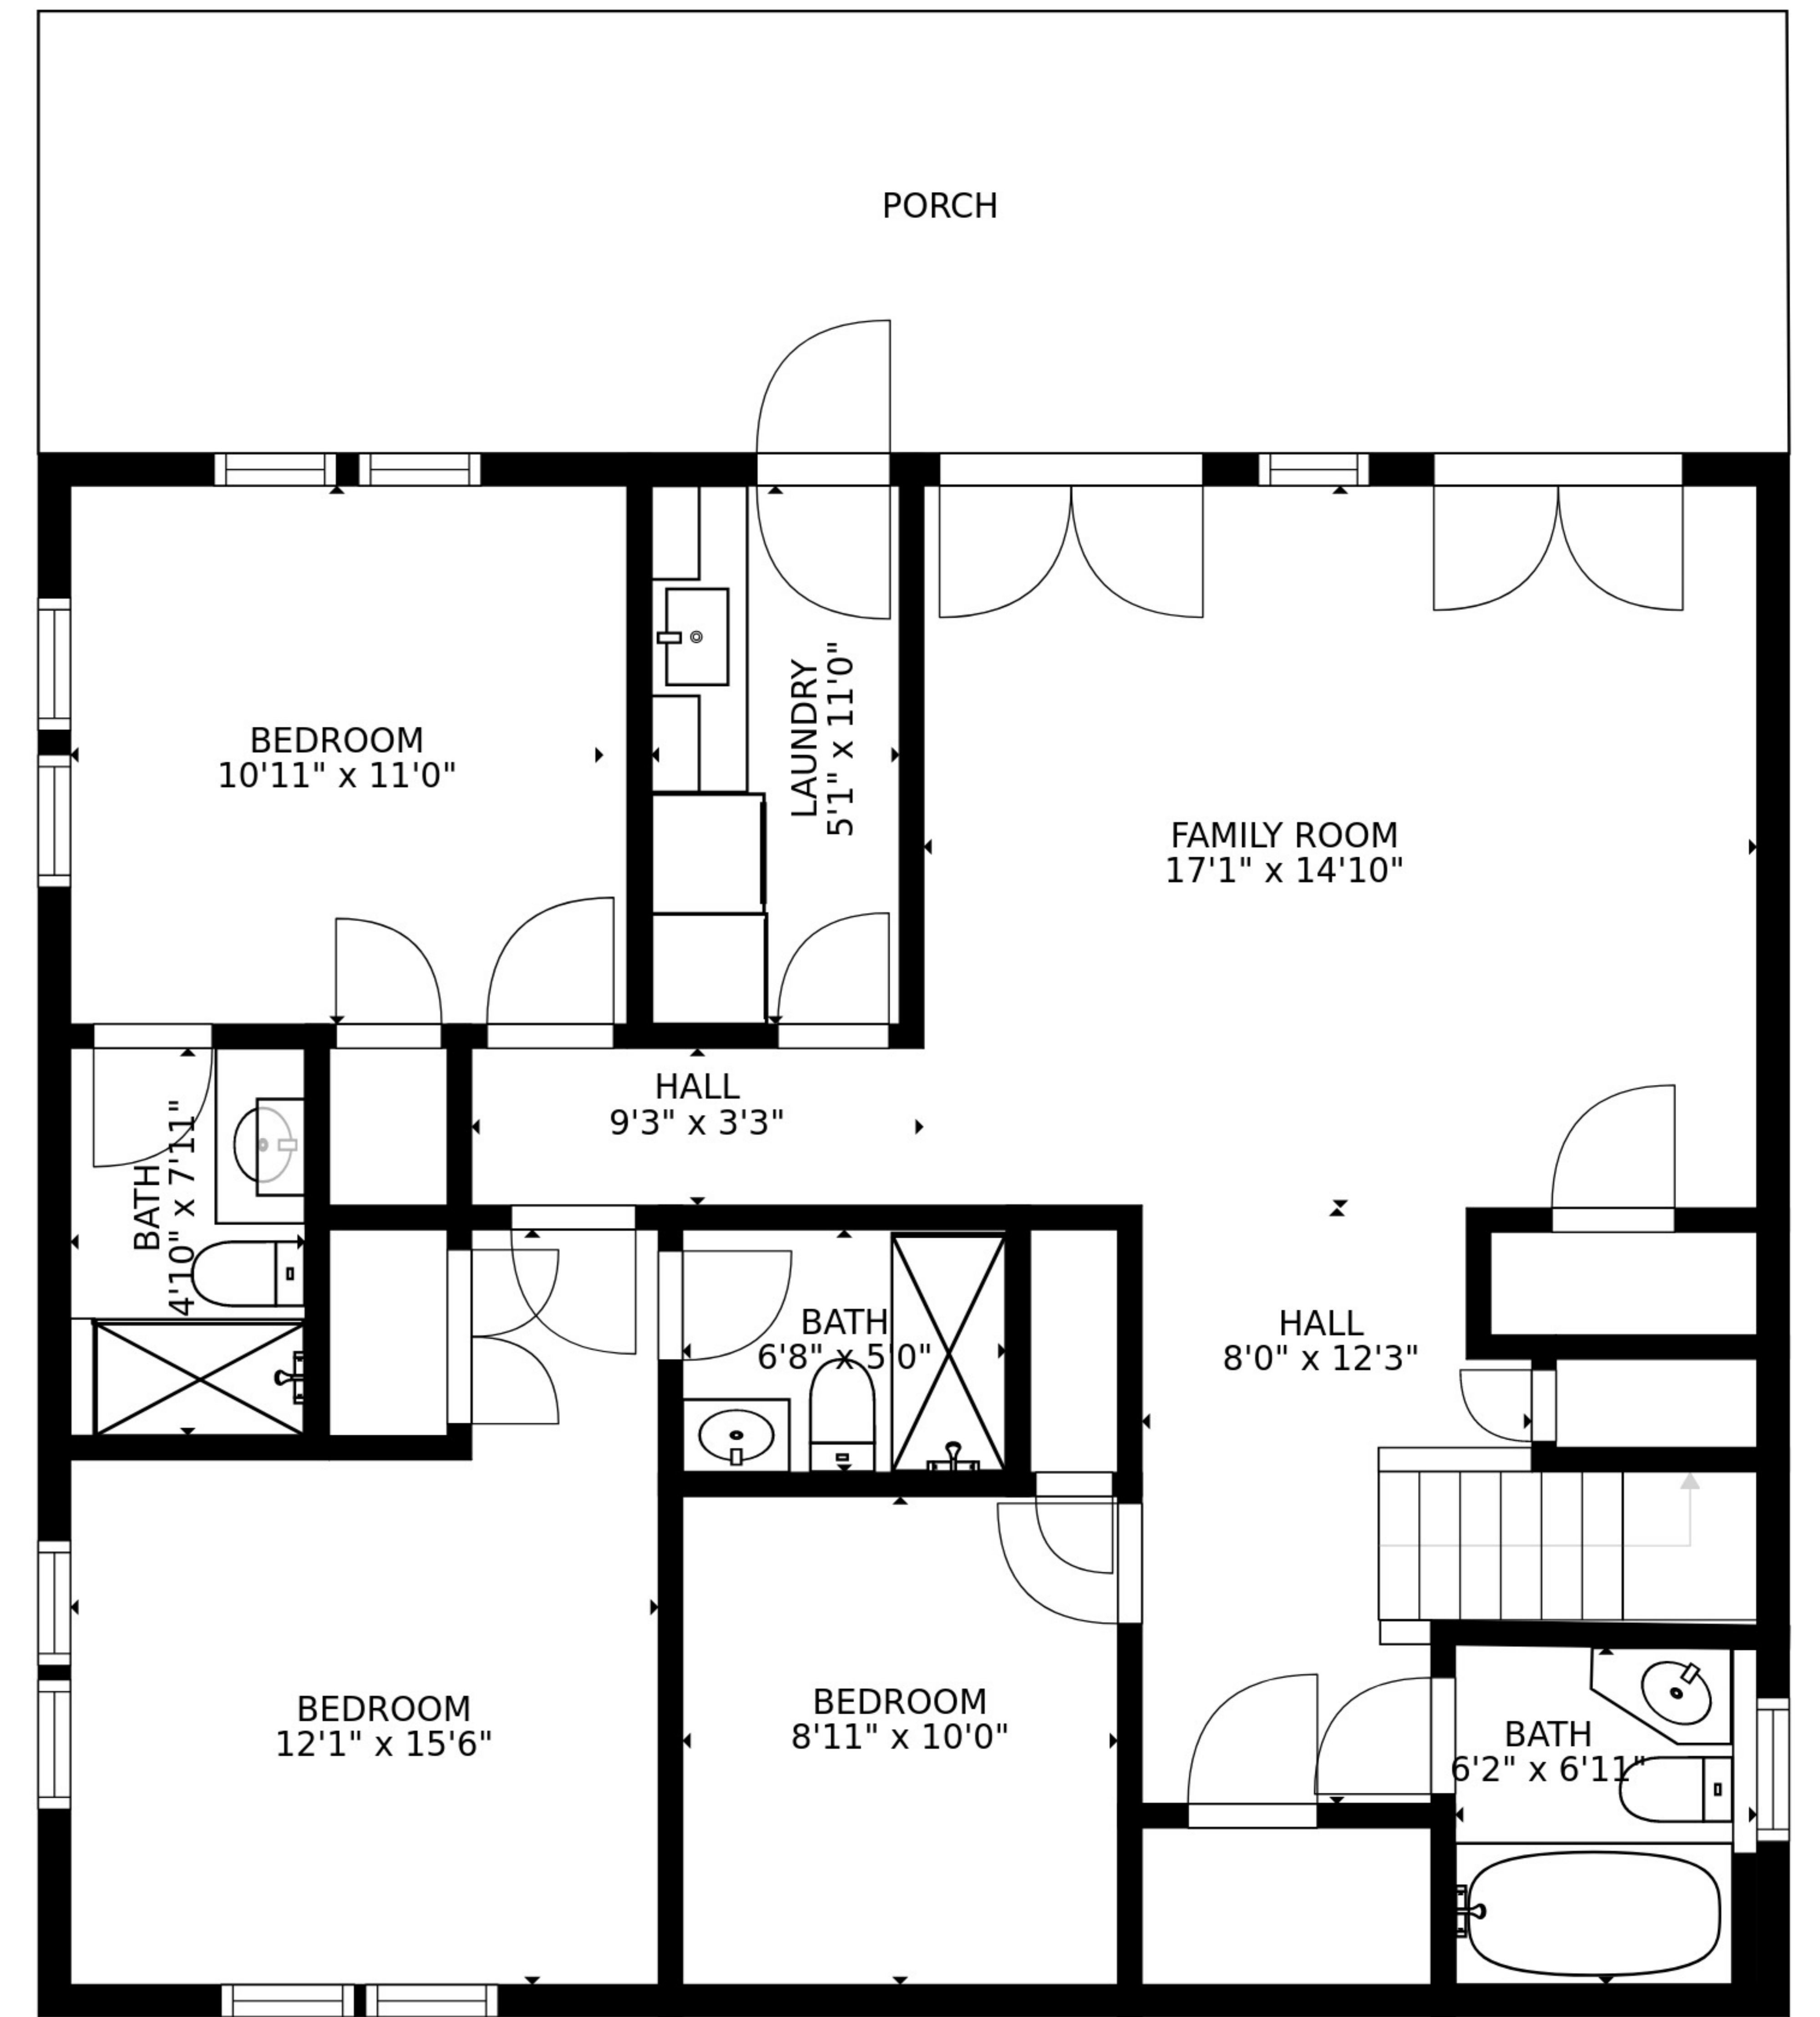 PORCH
BEDROOM
10'11" x 11'0"
LAUNDRY
5'1" x 11'0"
FAMILY ROOM
17'1" x 14'10"
HALL
9'3" x 3'3"
BATH
4'10" x 7'11"
BATH
6'8" x 5'0"
HALL
8'0" x 12'3"
BEDROOM
12'1" x 15'6"
BEDROOM
8'11" x 10'0"
BATH
6'2" x 6'11"